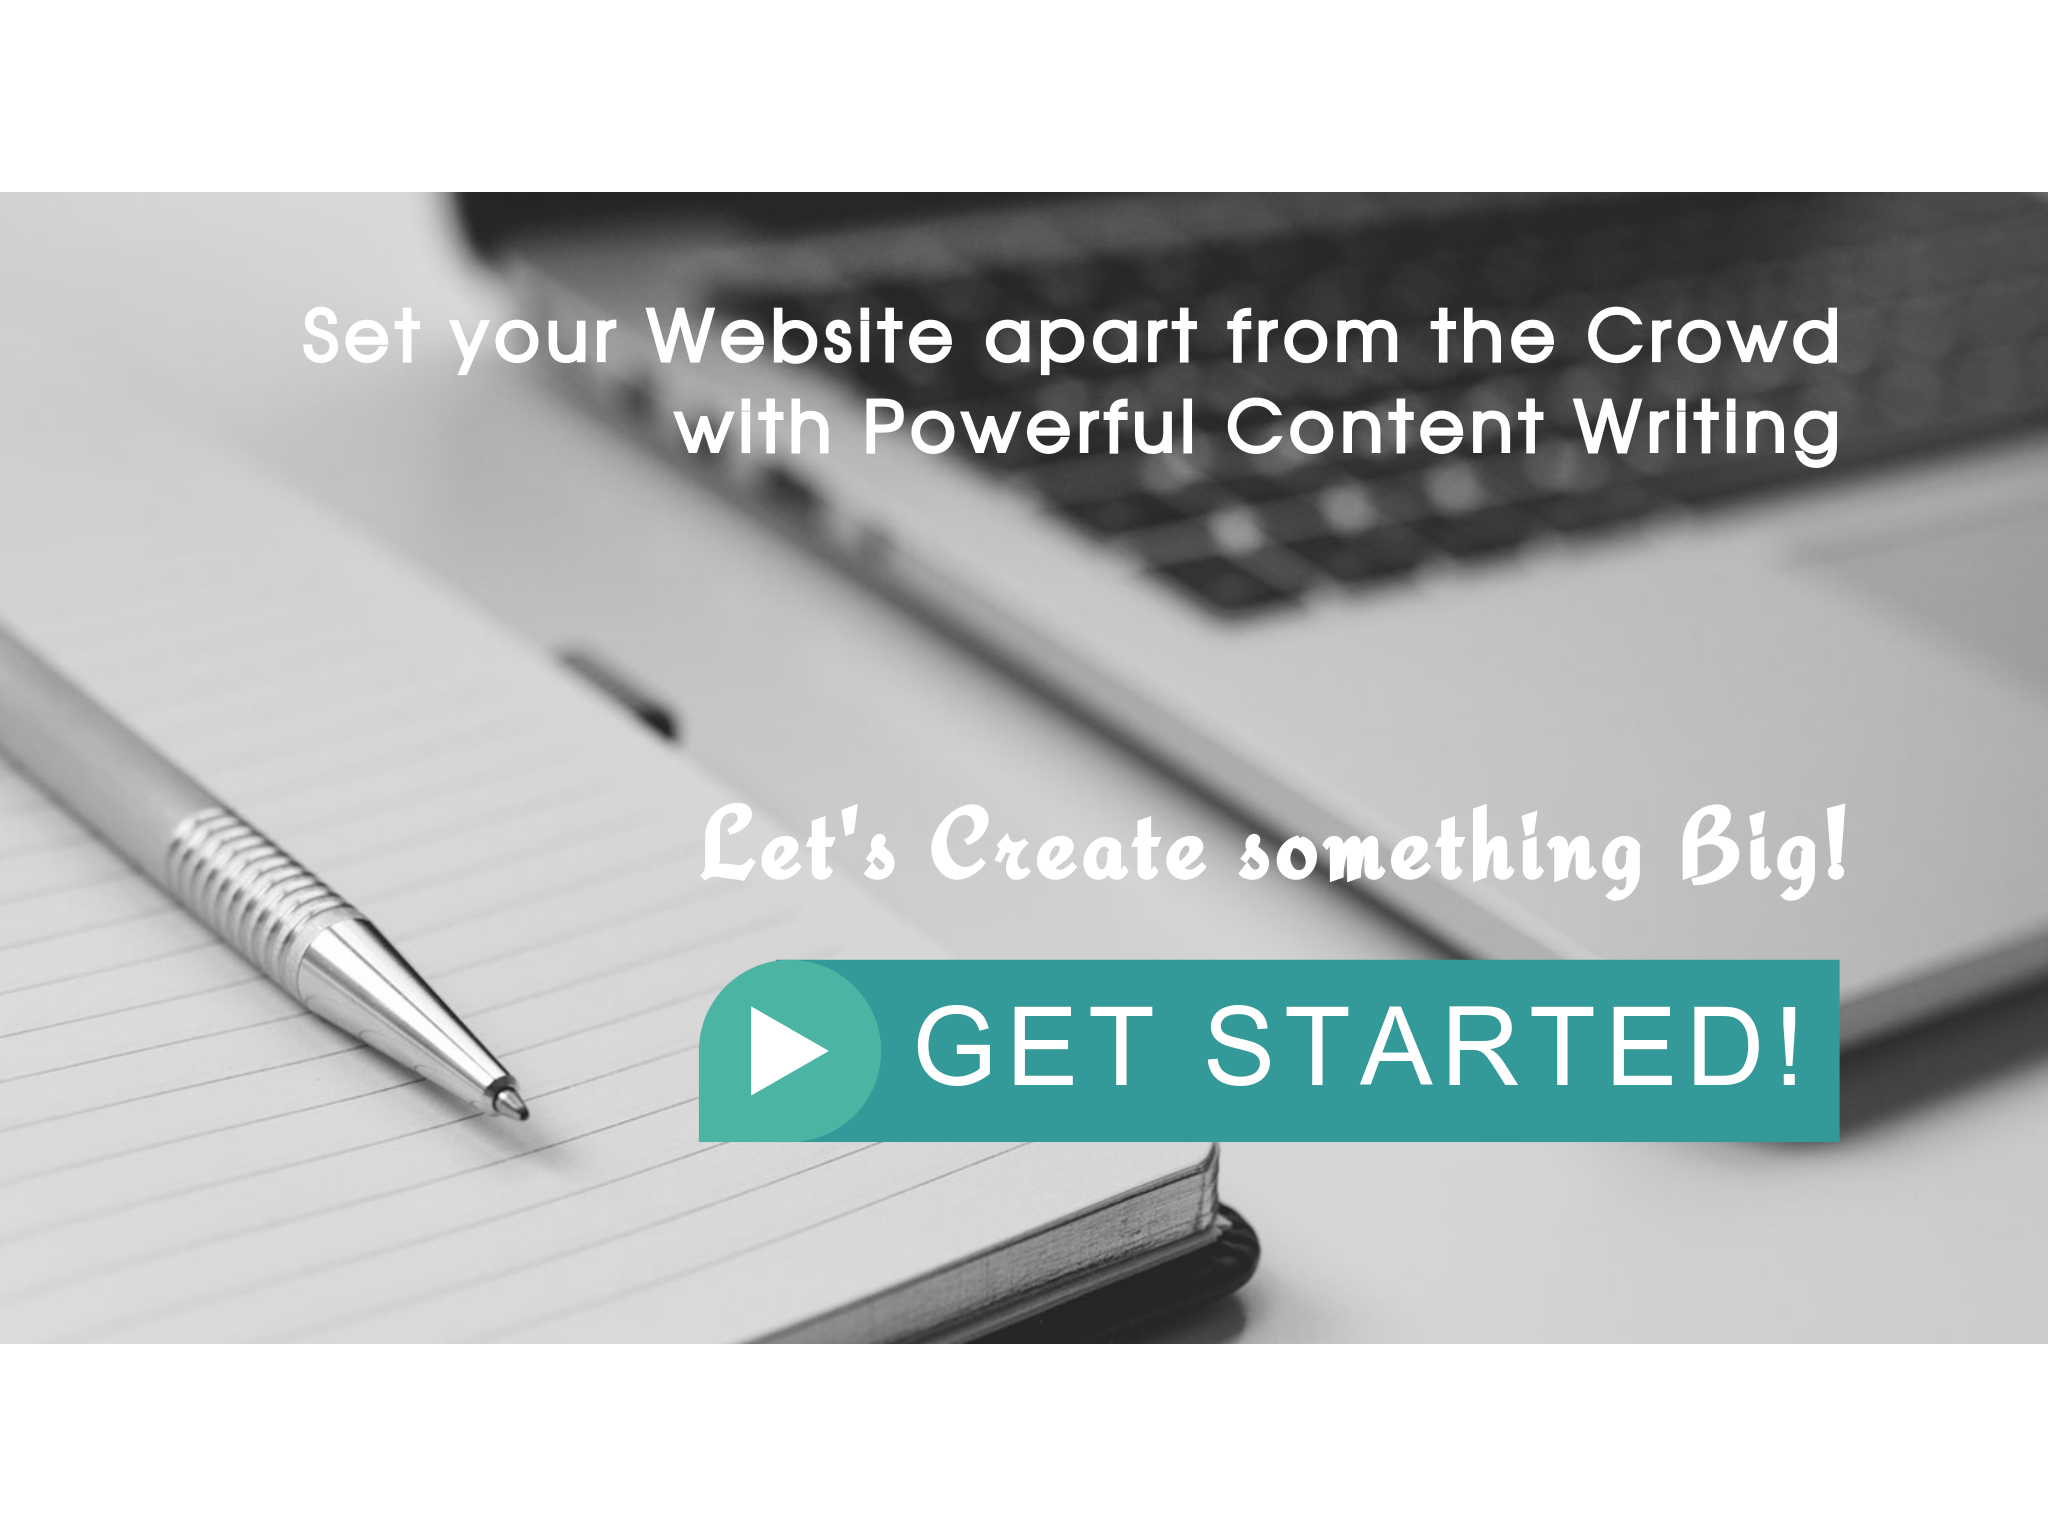 Set your Website apart from the Crowd
with Powerful Content Writing
Let's Create something Big!
GET STARTED!